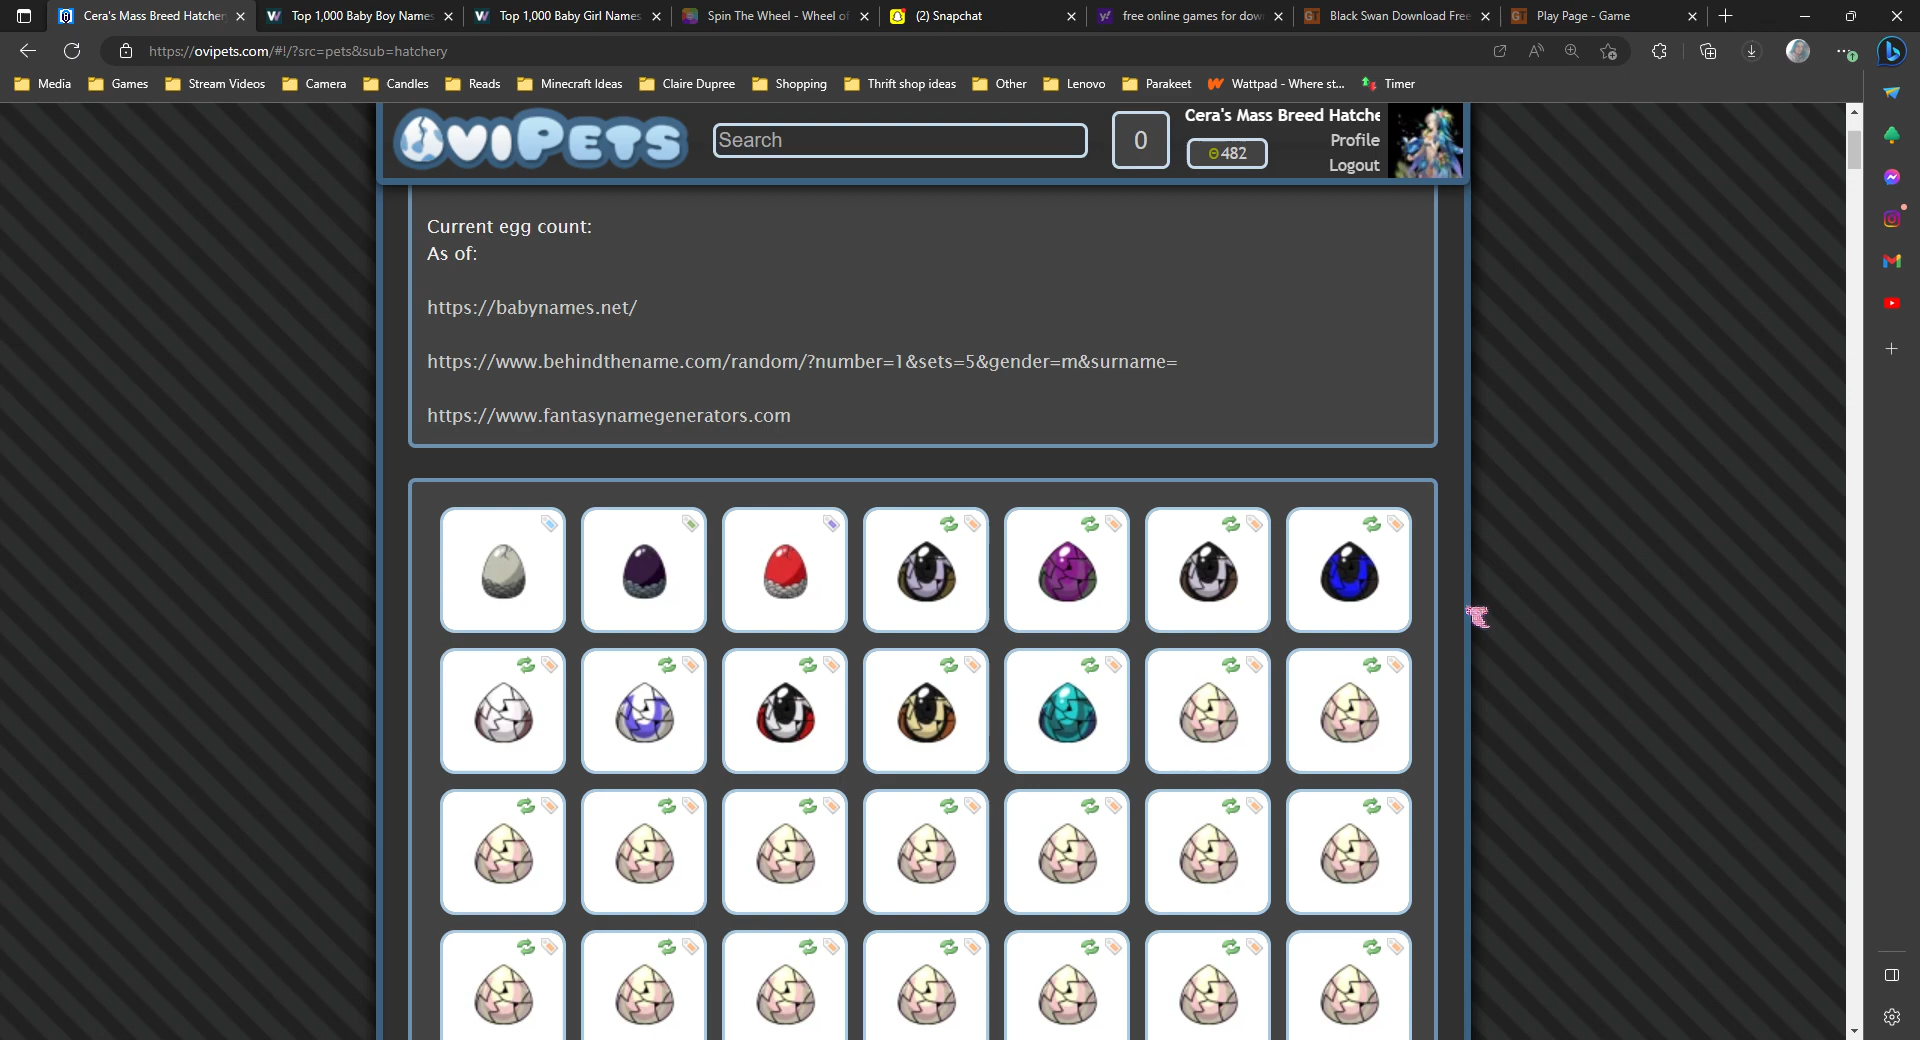 Cera's Mass Breed Hatcher
Top 1,000 Baby Boy Names
Top 1,000 Baby Girl Names
Spin The Wheel - Wheel of
(2) Snapchat
free online games for dow
Black Swan Download Free
Play Page - Game
https://ovipets.com/#!/?src=pets&sub=hatchery
Media Games Stream Videos Camera Candles Reads Minecraft Ideas Claire Dupree Shopping Thrift shop ideas Other Lenovo Parakeet Wattpad - Where st... Timer
OviPets
Search
0
Cera's Mass Breed Hatche
482
Profile
Logout
Current egg count:
As of:
https://babynames.net/
https://www.behindthename.com/random/?number=1&sets=5&gender=m&surname=
https://www.fantasynamegenerators.com